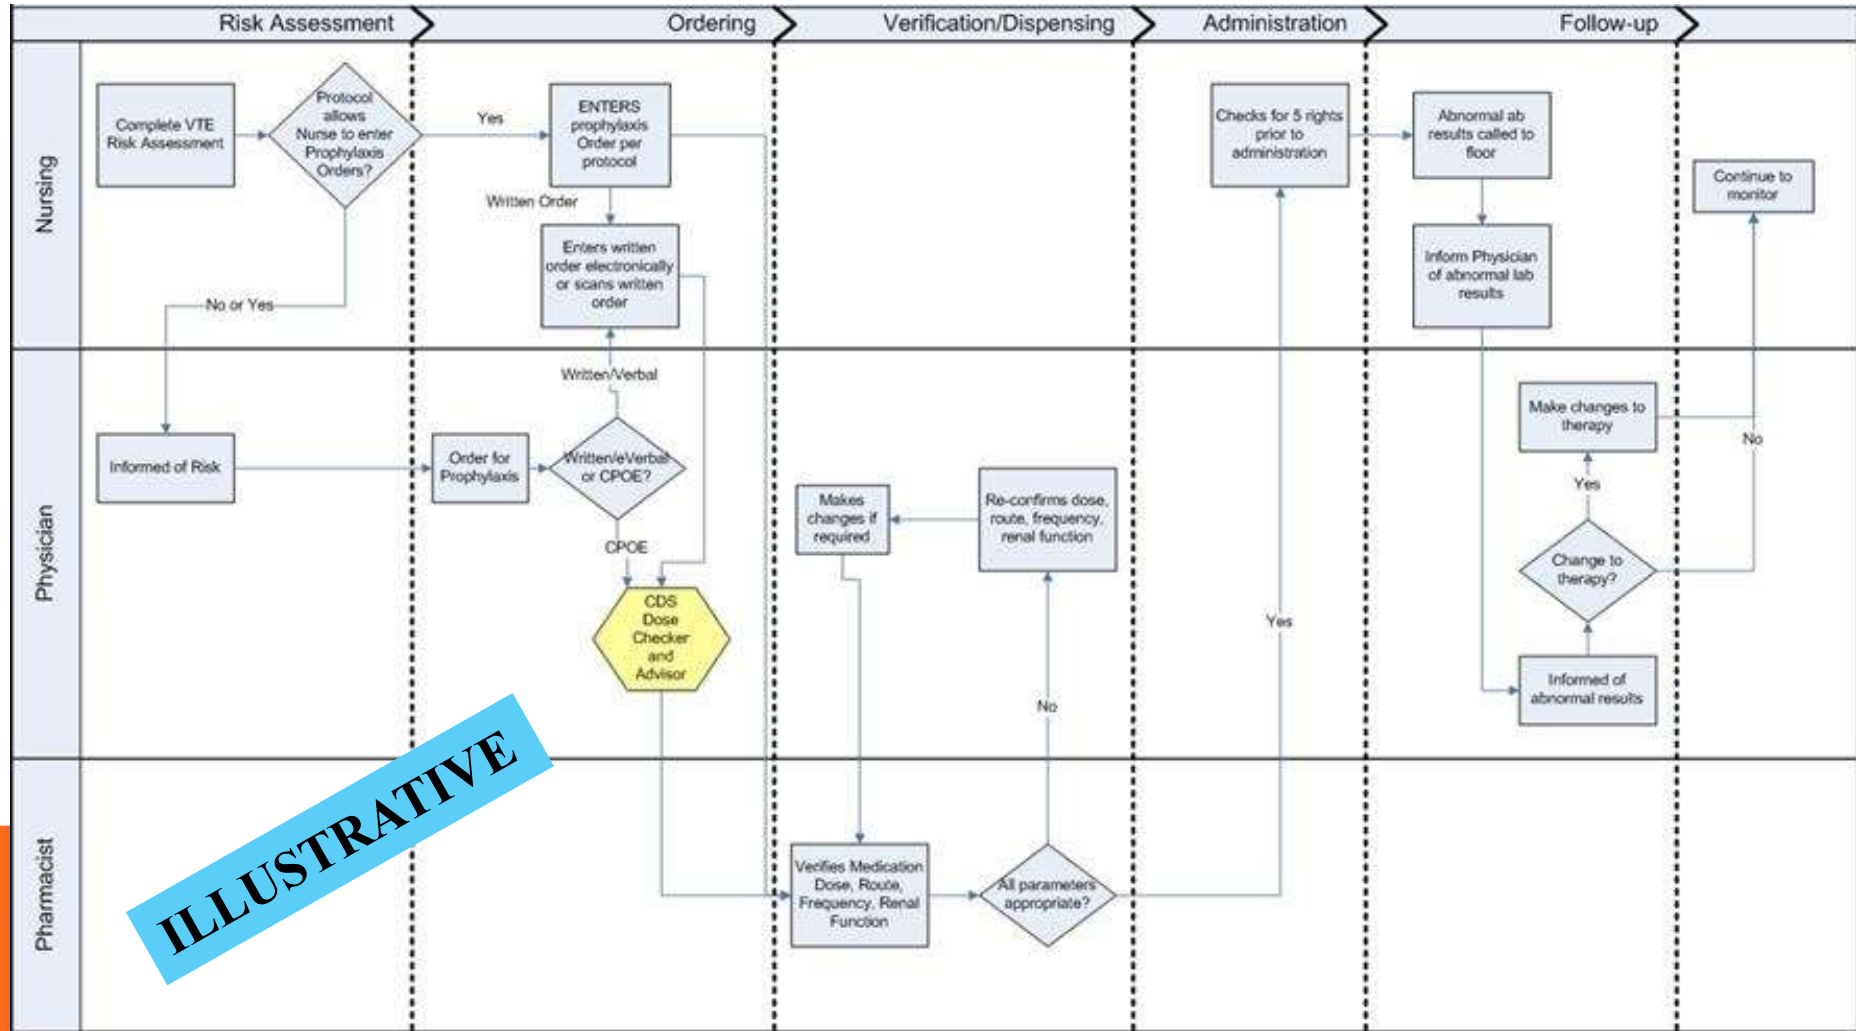 Risk Assessment
Ordering
Verification/Dispensing
Administration
Follow-up
Nursing
Complete VTE
Risk Assessment
Protocol
allows
Nurse to enter
Prophylaxis
Orders?
Yes
ENTERS
prophylaxis
Order per
protocol
Written Order
Enters written
order electronically
or scans written
order
No or Yes
Checks for 5 rights
prior to
administration
Abnormal ab
results called to
floor
Inform Physician
of abnormal lab
results
Continue to
monitor
Physician
Informed of Risk
Order for
Prophylaxis
Written/Verbal
Written/eVerbal
or CPOE?
CPOE
CDS
Dose
Checker
and
Advisor
Makes
changes if
required
Re-confirms dose,
route, frequency,
renal function
No
Yes
Make changes to
therapy
Yes
No
Change to
therapy?
Informed of
abnormal results
Pharmacist
ILLUSTRATIVE
Verifies Medication
Dose, Route,
Frequency, Renal
Function
All parameters
appropriate?